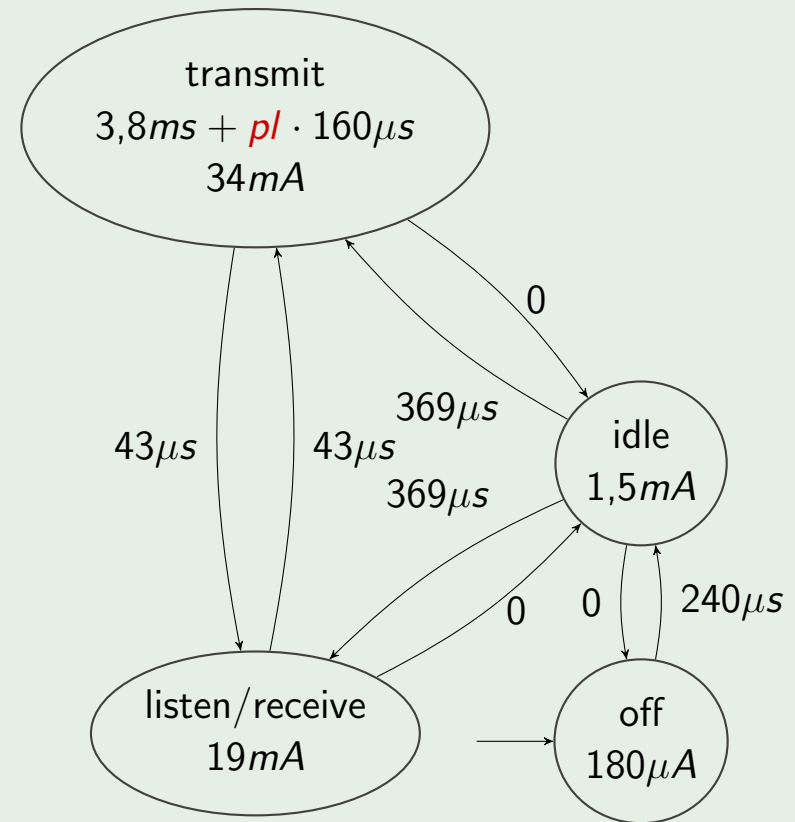 transmit
3,8ms + pl · 160μs
34mA
0
369μs
idle
1,5mA
43μs
43μs
369μs
0
0
240μs
listen/receive
19mA
off
180μA